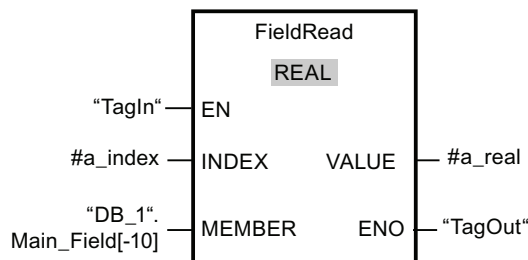 FieldRead
REAL
“TagIn“ EN
#a_index INDEX VALUE #a_real
“DB_1“.
Main_Field[-10] MEMBER ENO “TagOut“